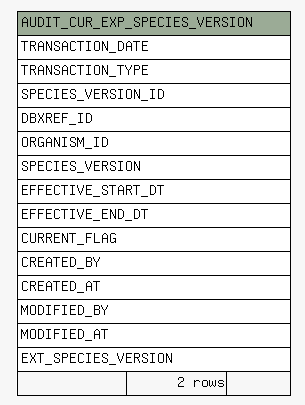 AUDIT_CUR_EXP_SPECIES_VERSION
TRANSACTION_DATE
TRANSACTION_TYPE
SPECIES_VERSION_ID
DBXREF_ID
ORGANISM_ID
SPECIES_VERSION
EFFECTIVE_START_DT
EFFECTIVE_END_DT
CURRENT_FLAG
CREATED_BY
CREATED_AT
MODIFIED_BY
MODIFIED_AT
EXT_SPECIES_VERSION
2 rows